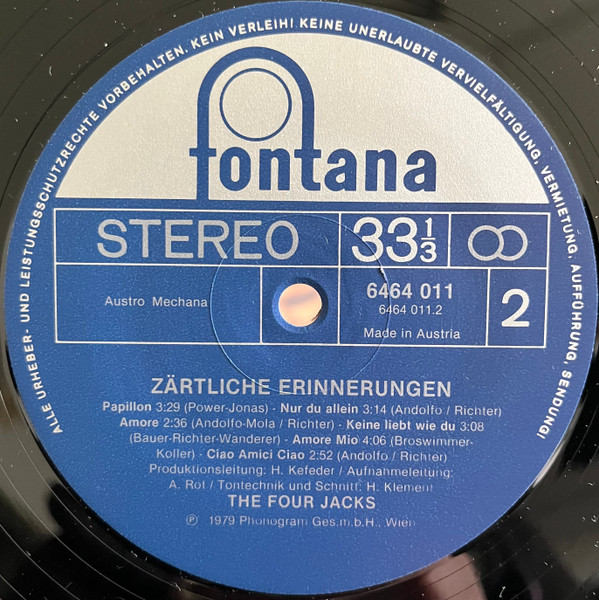 ALLE URHEBER- UND LEISTUNGSSCHUTZRECHTE VORBEHALTEN. KEIN VERLEIH! KEINE UNERLAUBTE VERVIELFÄLTIGUNG, VERMIETUNG, AUFFÜHRUNG, SENDUNG!
fontana
STEREO 33 1/3
Austro Mechana
6464 011
6464 011.2
Made in Austria
2
ZÄRTLICHE ERINNERUNGEN
Papillon 3:29 (Power-Jonas) - Nur du allein 3:14 (Andolfo / Richter)
Amore 2:36 (Andolfo-Mola / Richter) - Keine liebt wie du 3:08
(Bauer-Richter-Wanderer) - Amore Mio 4:06 (Broswimmer-
Koller) - Ciao Amici Ciao 2:52 (Andolfo / Richter)
Produktionsleitung: H. Kefeder / Aufnahmeleitung:
A. Rot / Tontechnik und Schnitt, H. Klement
THE FOUR JACKS
℗ 1979 Phonogram Ges.m.b.H., Wien